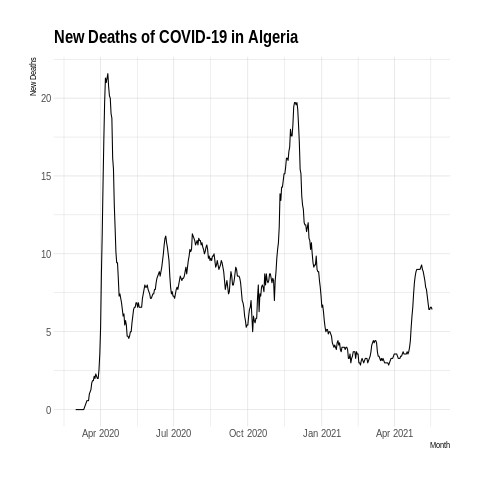 New Deaths of COVID-19 in Algeria
New Deaths
20
15
10
5
0
Apr 2020 Jul 2020 Oct 2020 Jan 2021 Apr 2021
Month